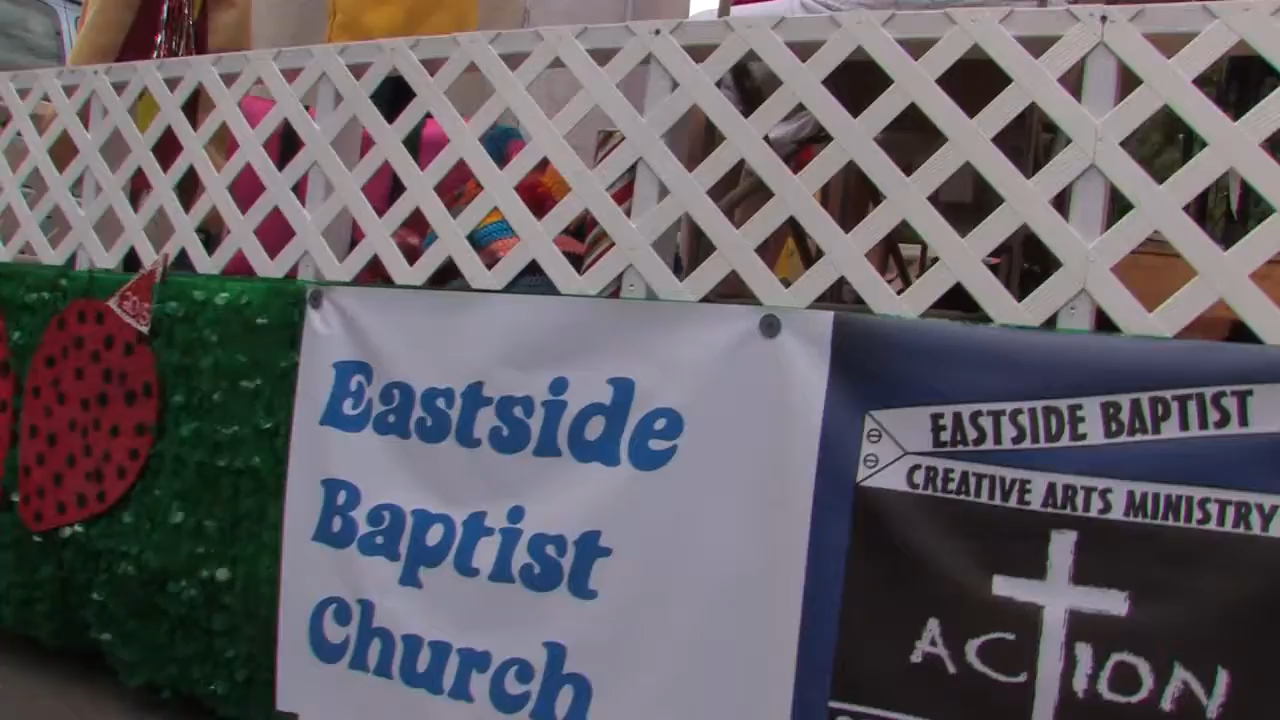 Eastside
Baptist
Church
EASTSIDE BAPTIST
CREATIVE ARTS MINISTRY
ACTION